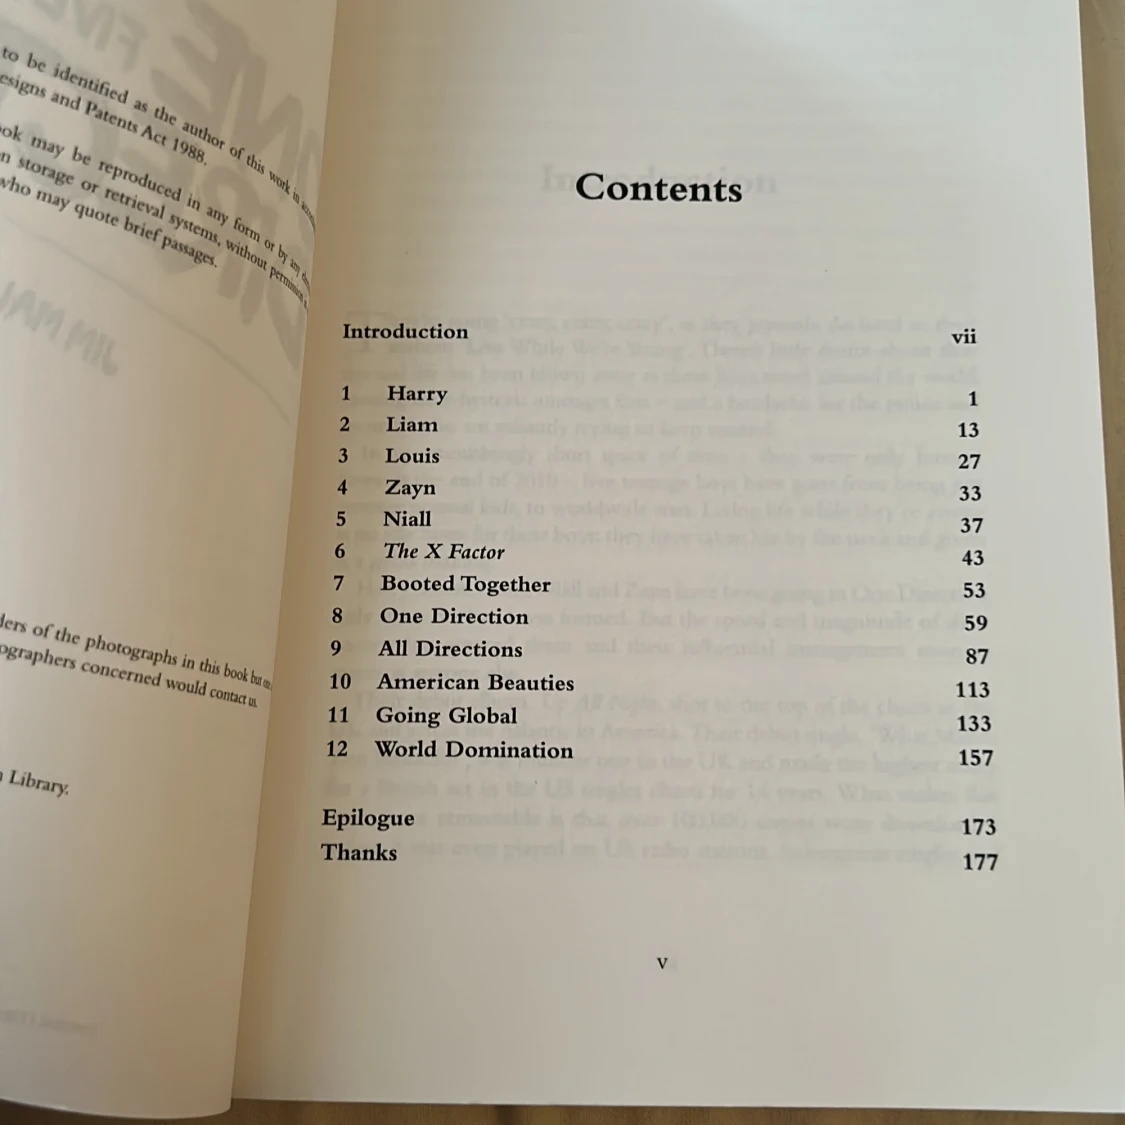 to be identified as the author of this work in
esigns and Patents Act 1988.
ook may be reproduced in any form or by any
n storage or retrieval systems, without permission
who may quote brief passages.
ders of the photographs in this book but
ographers concerned would contact us.
Library.
Contents
Introduction vii
1 Harry 1
2 Liam 13
3 Louis 27
4 Zayn 33
5 Niall 37
6 The X Factor 43
7 Booted Together 53
8 One Direction 59
9 All Directions 87
10 American Beauties 113
11 Going Global 133
12 World Domination 157
Epilogue 173
Thanks 177
v